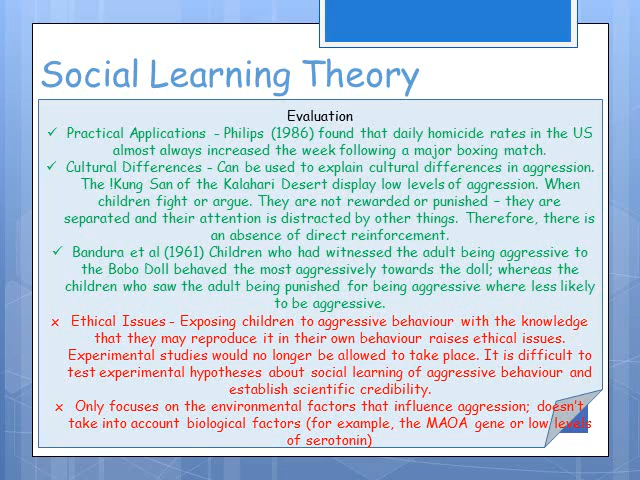 Social Learning Theory
Evaluation
✓ Practical Applications - Philips (1986) found that daily homicide rates in the US
almost always increased the week following a major boxing match.
✓ Cultural Differences - Can be used to explain cultural differences in aggression.
The !Kung San of the Kalahari Desert display low levels of aggression. When
children fight or argue. They are not rewarded or punished – they are
separated and their attention is distracted by other things. Therefore, there is
an absence of direct reinforcement.
✓ Bandura et al (1961) Children who had witnessed the adult being aggressive to
the Bobo Doll behaved the most aggressively towards the doll; whereas the
children who saw the adult being punished for being aggressive where less likely
to be aggressive.
x Ethical Issues - Exposing children to aggressive behaviour with the knowledge
that they may reproduce it in their own behaviour raises ethical issues.
Experimental studies would no longer be allowed to take place. It is difficult to
test experimental hypotheses about social learning of aggressive behaviour and
establish scientific credibility.
x Only focuses on the environmental factors that influence aggression; doesn't
take into account biological factors (for example, the MAOA gene or low levels
of serotonin)